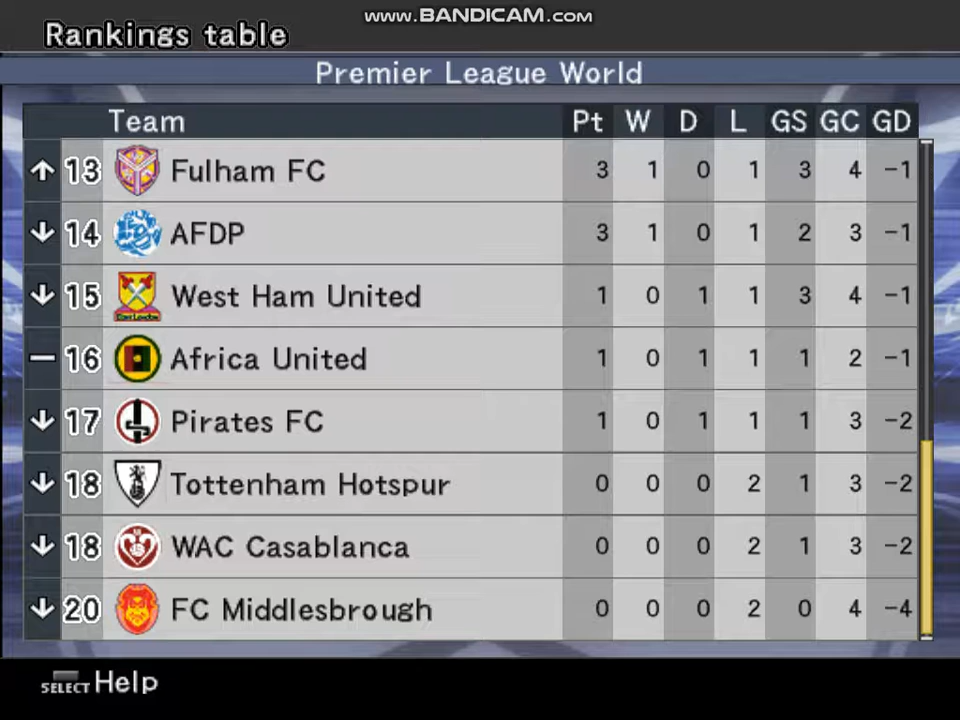 www.BANDICAM.com
Rankings table
Premier League World
Team Pt W D L GS GC GD
13 Fulham FC 3 1 0 1 3 4 -1
14 AFDP 3 1 0 1 2 3 -1
15 West Ham United 1 0 1 1 3 4 -1
16 Africa United 1 0 1 1 1 2 -1
17 Pirates FC 1 0 1 1 1 3 -2
18 Tottenham Hotspur 0 0 0 2 1 3 -2
18 WAC Casablanca 0 0 0 2 1 3 -2
20 FC Middlesbrough 0 0 0 2 0 4 -4
SELECT Help